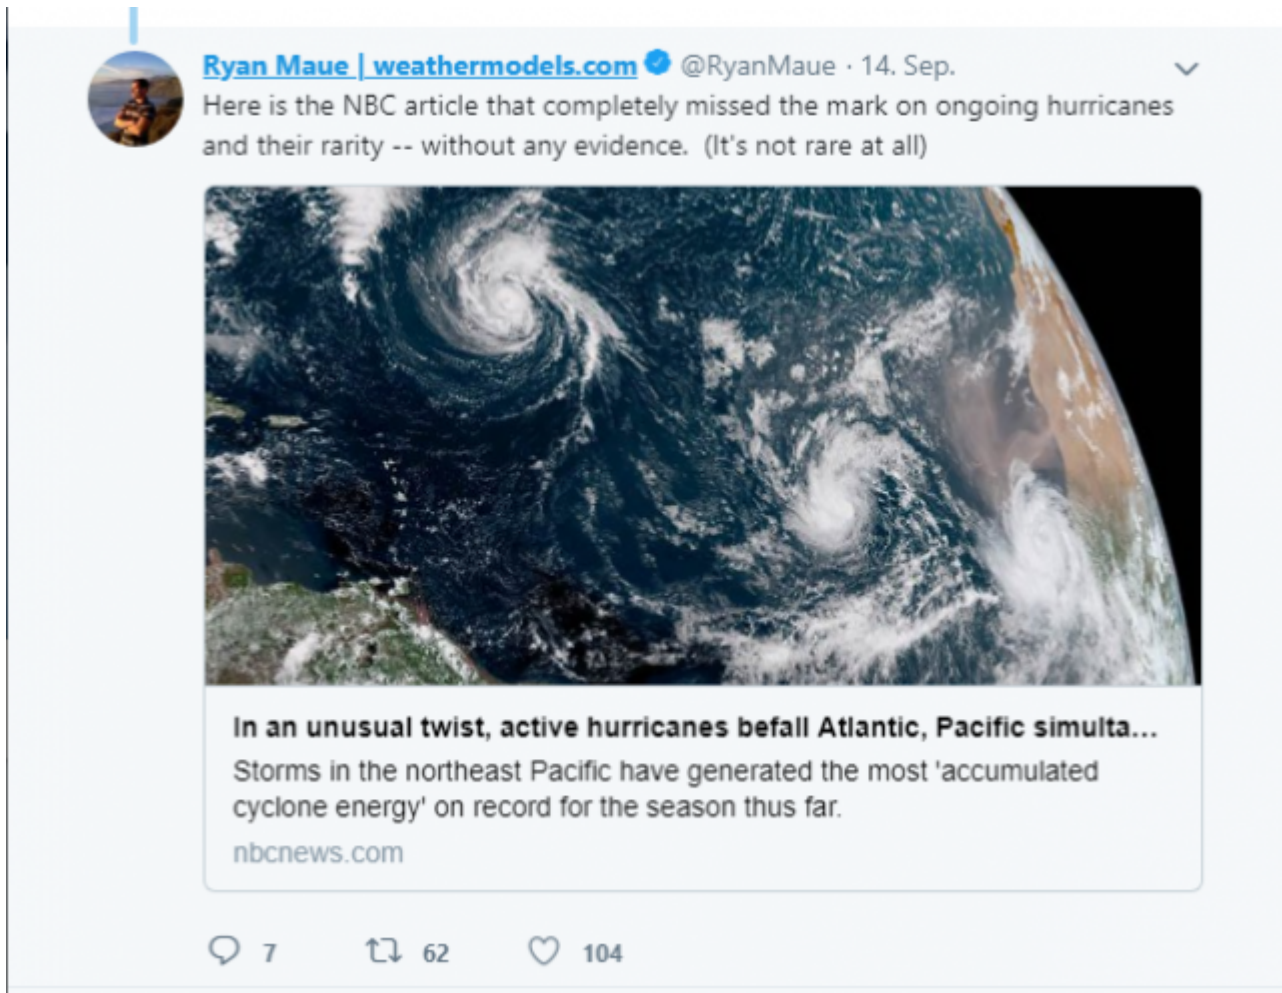 Ryan Maue | weathermodels.com @RyanMaue · 14. Sep.
Here is the NBC article that completely missed the mark on ongoing hurricanes
and their rarity -- without any evidence. (It's not rare at all)
In an unusual twist, active hurricanes befall Atlantic, Pacific simulta...
Storms in the northeast Pacific have generated the most 'accumulated
cyclone energy' on record for the season thus far.
nbcnews.com
7 62 104